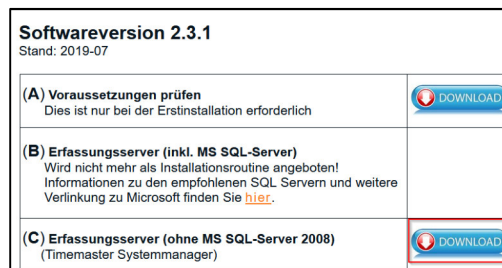 Softwareversion 2.3.1
Stand: 2019-07
(A) Voraussetzungen prüfen
Dies ist nur bei der Erstinstallation erforderlich
DOWNLOAD
(B) Erfassungsserver (inkl. MS SQL-Server)
Wird nicht mehr als Installationsroutine angeboten!
Informationen zu den empfohlenen SQL Servern und weitere
Verlinkung zu Microsoft finden Sie hier.
(C) Erfassungsserver (ohne MS SQL-Server 2008)
(Timemaster Systemmanager)
DOWNLOAD